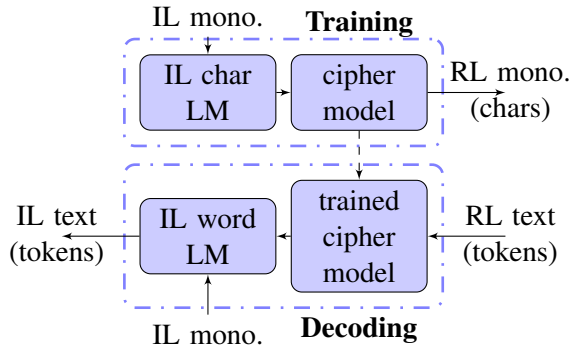 IL mono.
Training
IL char
LM
cipher
model
RL mono.
(chars)
IL text
(tokens)
IL word
LM
trained
cipher
model
RL text
(tokens)
IL mono.
Decoding